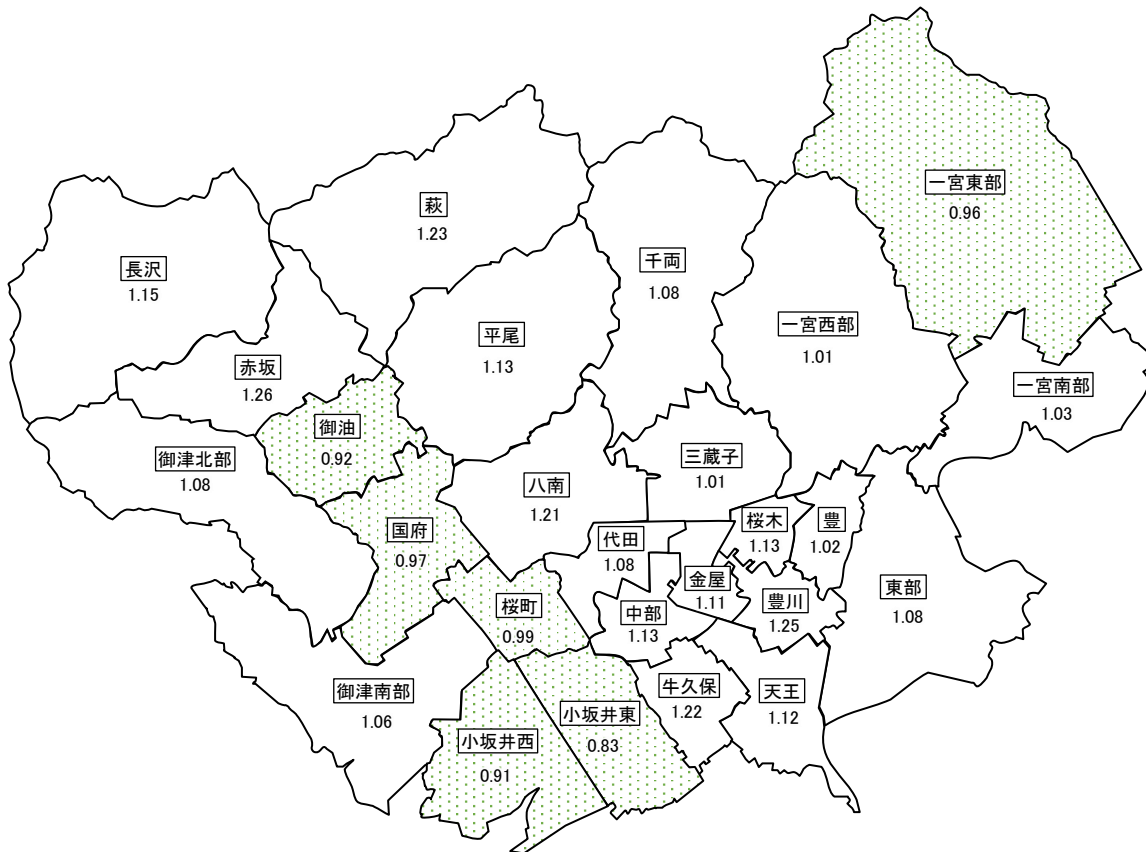 一宮東部
0.96
萩
1.23
長沢
1.15
千両
1.08
一宮西部
1.01
平尾
1.13
赤坂
1.26
一宮南部
1.03
御油
0.92
御津北部
1.08
三蔵子
1.01
八南
1.21
国府
0.97
代田
1.08
桜木
1.13
豊
1.02
金屋
1.11
豊川
1.25
東部
1.08
桜町
0.99
中部
1.13
御津南部
1.06
牛久保
1.22
天王
1.12
小坂井東
0.83
小坂井西
0.91